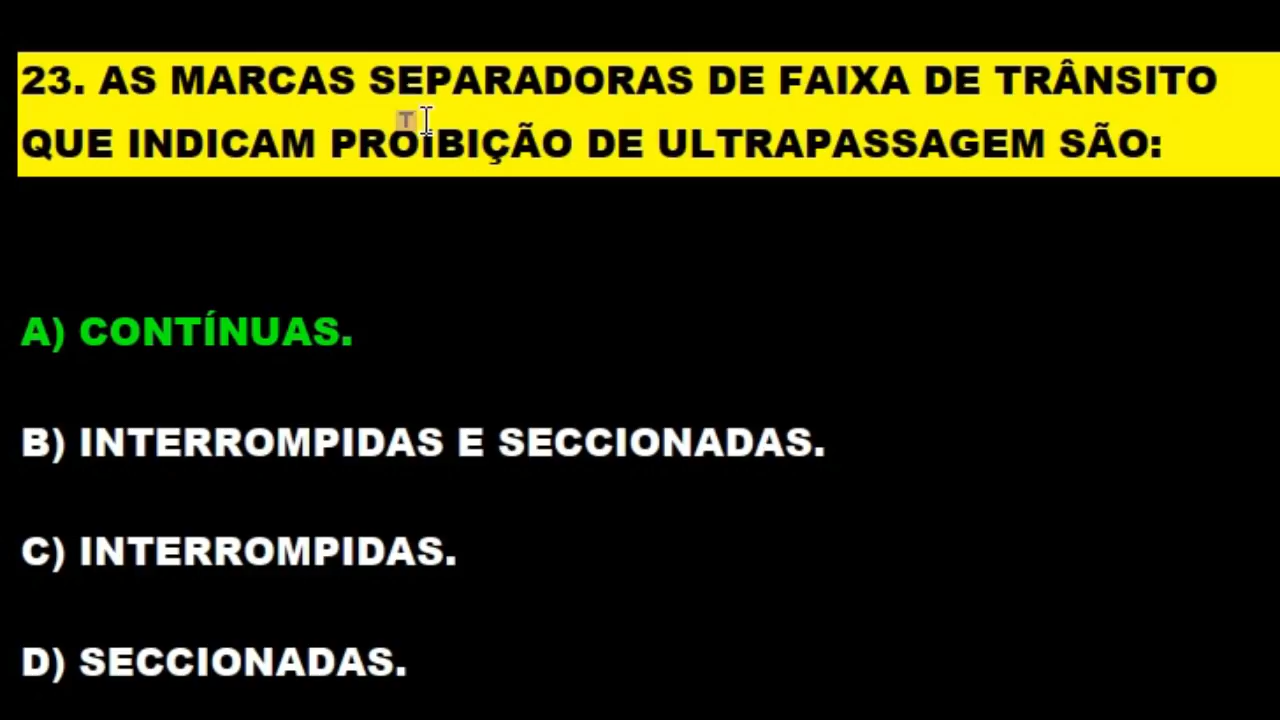 23. AS MARCAS SEPARADORAS DE FAIXA DE TRÂNSITO
QUE INDICAM PROIBIÇÃO DE ULTRAPASSAGEM SÃO:
T
A) CONTÍNUAS.
B) INTERROMPIDAS E SECCIONADAS.
C) INTERROMPIDAS.
D) SECCIONADAS.